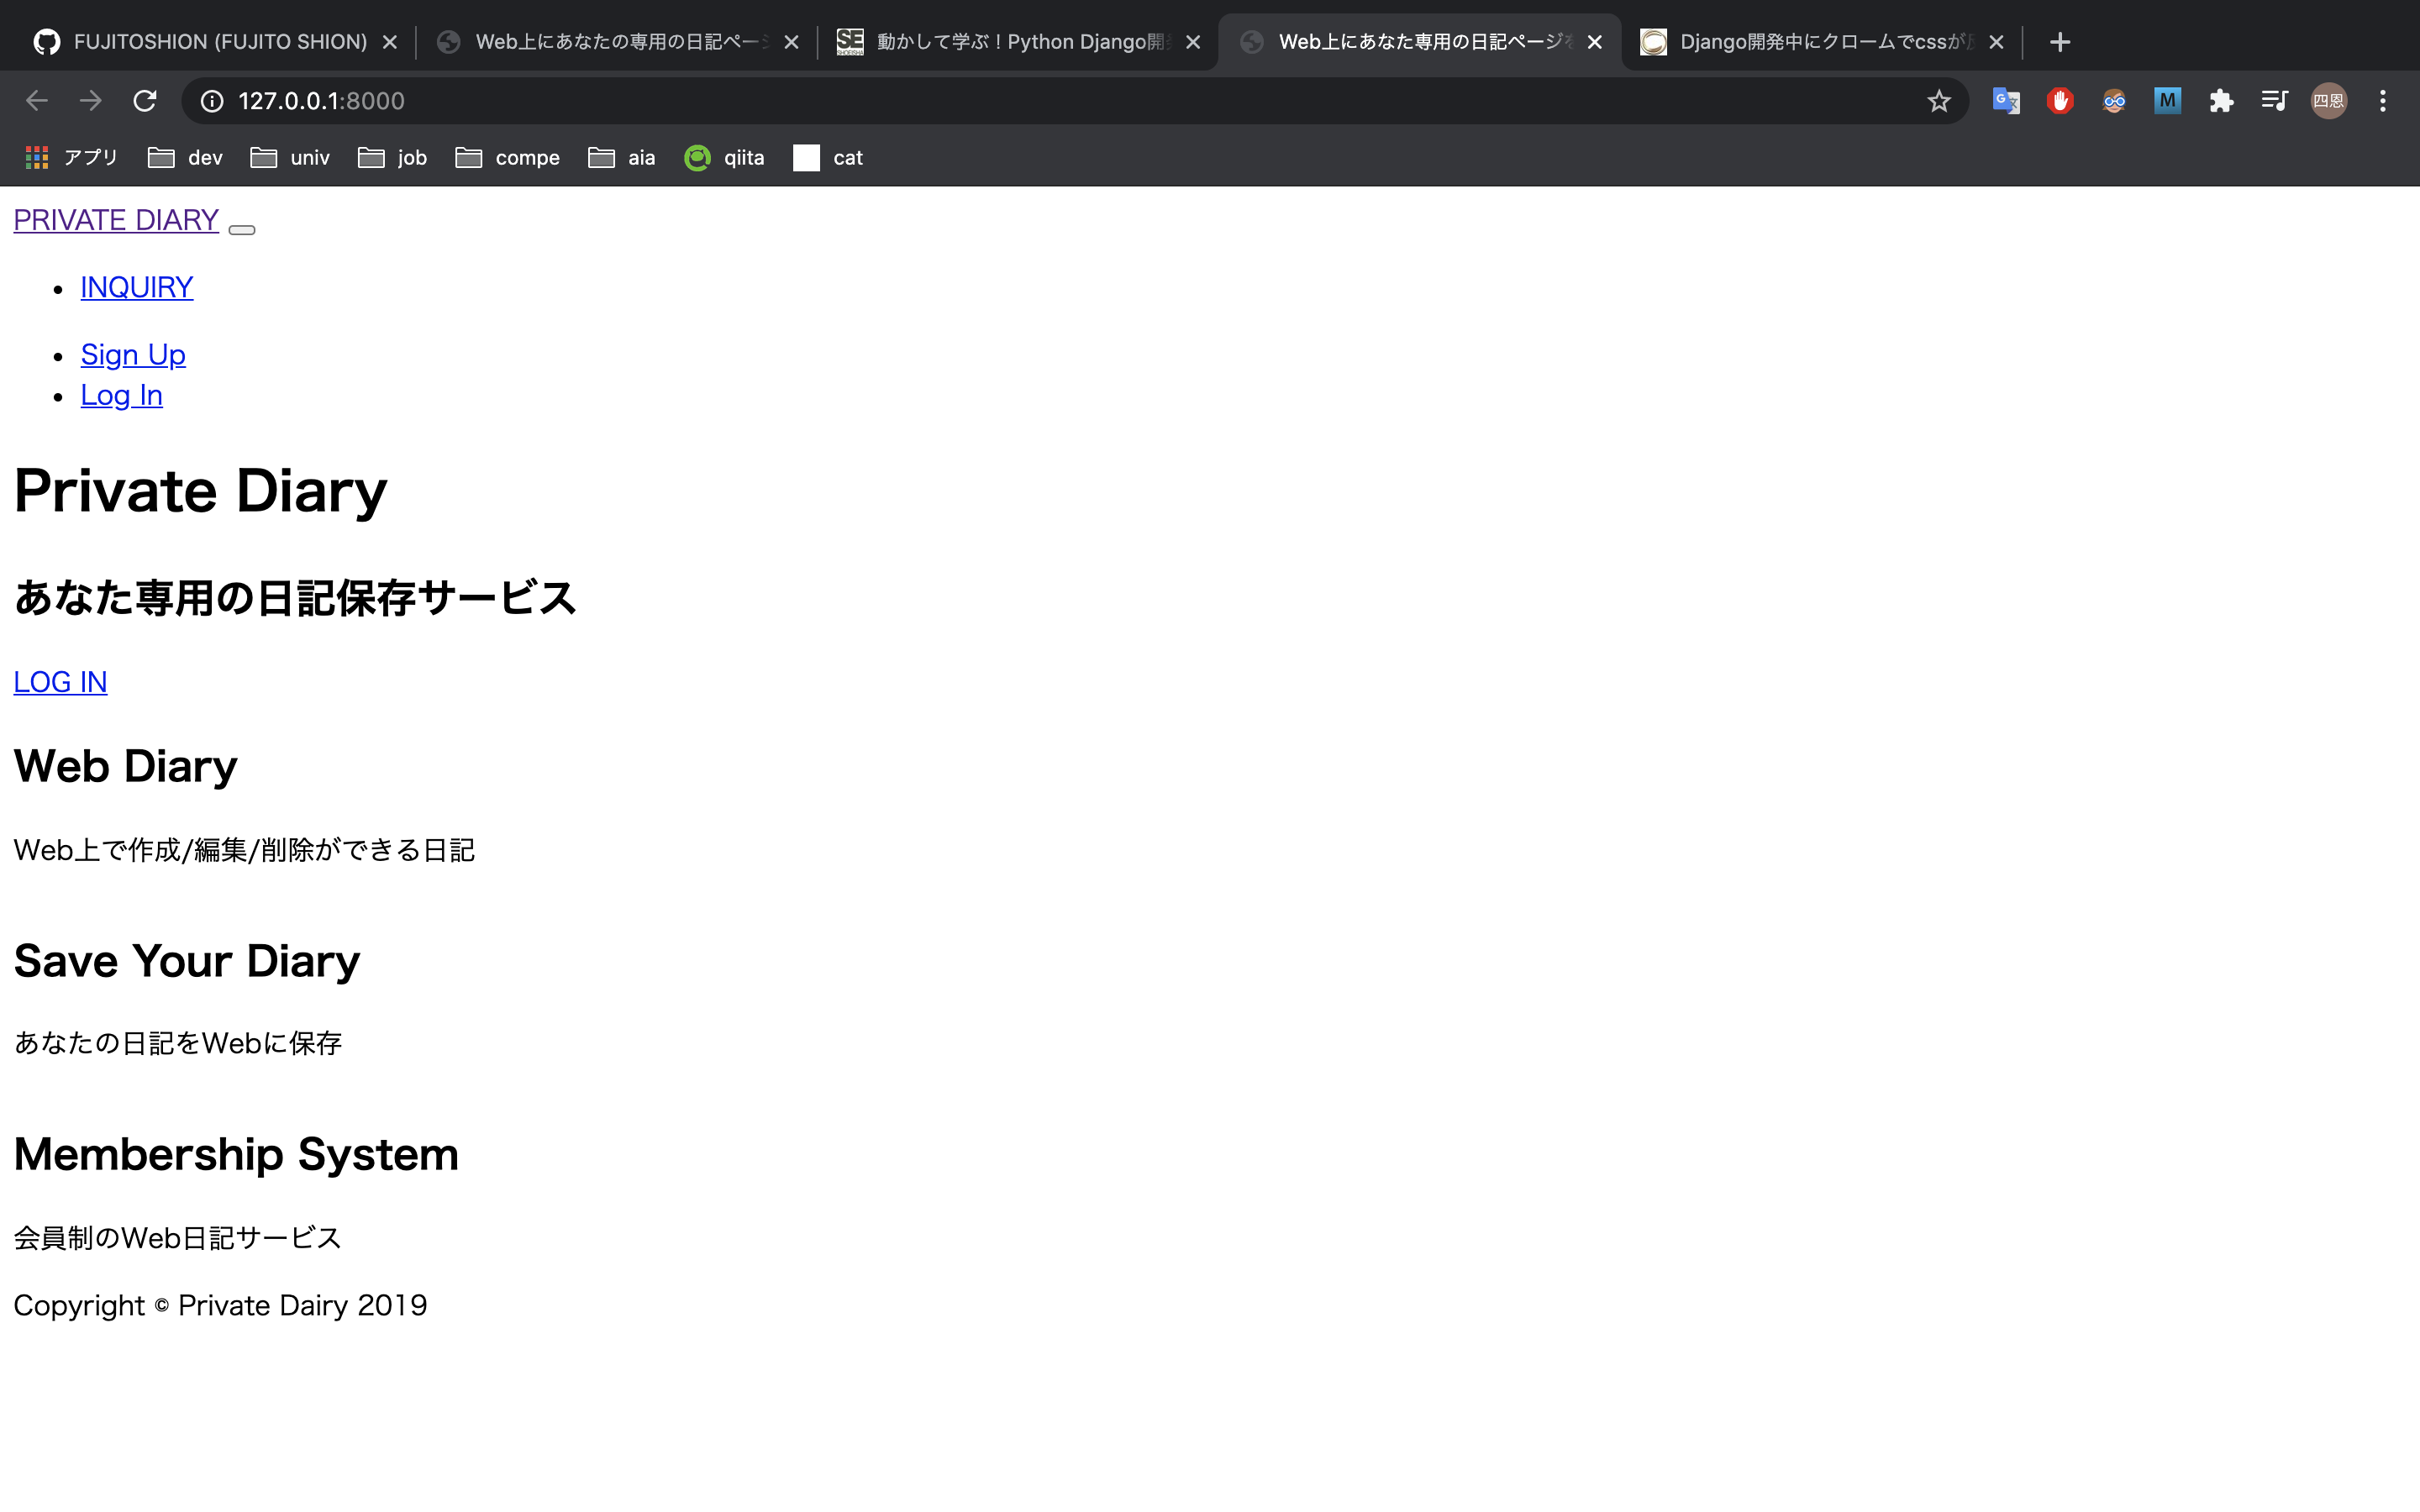 FUJITOSHION (FUJITO SHION)
Web上にあなたの専用の日記ペー
動かして学ぶ！Python Django開
Web上にあなた専用の日記ページ
Django開発中にクロームでcssが
127.0.0.1:8000
四恩
アプリ dev univ job compe aia qiita cat
PRIVATE DIARY
INQUIRY
Sign Up
Log In
Private Diary
あなた専用の日記保存サービス
LOG IN
Web Diary
Web上で作成/編集/削除ができる日記
Save Your Diary
あなたの日記をWebに保存
Membership System
会員制のWeb日記サービス
Copyright © Private Dairy 2019